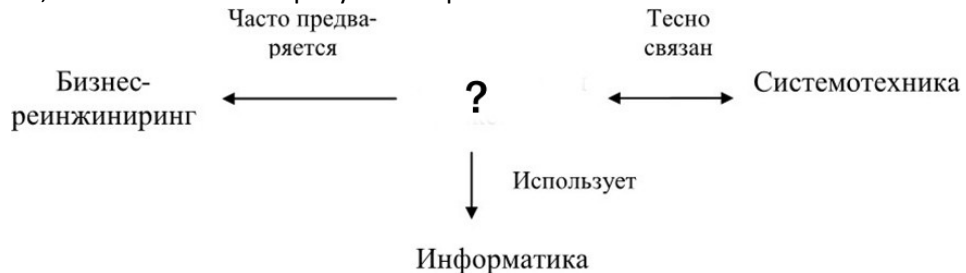 Часто предва-
ряется
Тесно
связан
Бизнес-
реинжиниринг
?
Системотехника
Использует
Информатика